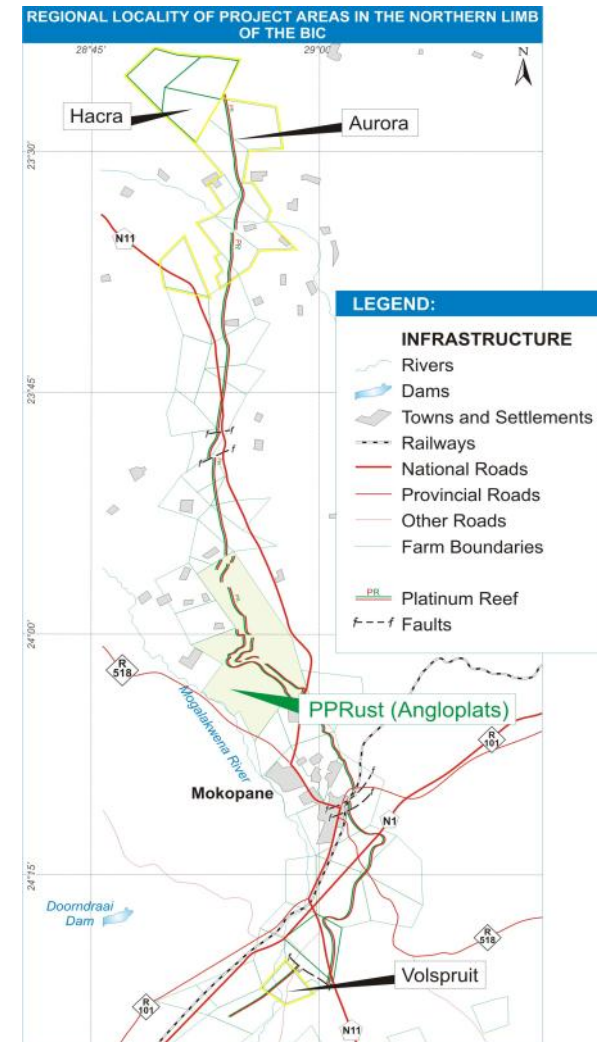 REGIONAL LOCALITY OF PROJECT AREAS IN THE NORTHERN LIMB
OF THE BIC
28°45'
29°00'
N
Hacra
Aurora
PR
23°30'
N11
PR
LEGEND:
INFRASTRUCTURE
Rivers
Dams
Towns and Settlements
Railways
National Roads
Provincial Roads
Other Roads
Farm Boundaries
PR
Platinum Reef
f f
Faults
23°45'
f f
f f
PR
PR
24°00'
R
518
PPRust (Angloplats)
Mogalakwena River
R
101
Mokopane
N1
24°15'
Doorndraai
Dam
R
518
Volspruit
R
101
N11